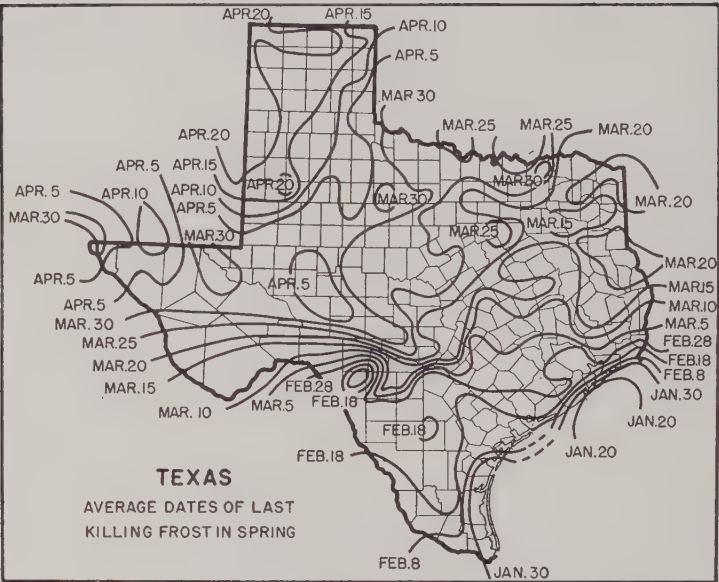 APR.20 APR.15
APR.10
APR.5
MAR 30
MAR.25 MAR.25 MAR.20
APR.20
APR.5 APR.15
APR.20 MAR.30
APR. 5 APR.10 APR.10
MAR.30 APR.5 MAR.30 MAR.20
MAR.30 MAR.25 MAR.15
MAR.20
APR.5 APR.5 MAR.15
APR.5 MAR.10
MAR. 30 MAR.5
MAR.25 FEB.28
MAR.20 FEB.18
MAR.15 FEB.28 FEB.8
MAR. 10 MAR.5 FEB.18 JAN.30
JAN.20
FEB.18
FEB.18 JAN.20
TEXAS
AVERAGE DATES OF LAST
KILLING FROST IN SPRING
FEB.8
JAN.30